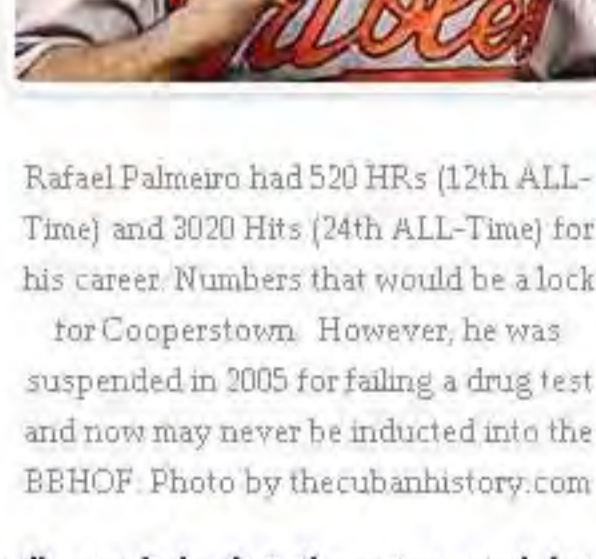 Rafael Palmeiro had 520 HRs (12th ALL-
Time) and 3020 Hits (24th ALL-Time) for
his career. Numbers that would be a lock
for Cooperstown. However, he was
suspended in 2005 for failing a drug test
and now may never be inducted into the
BBHOF. Photo by thecubanhistory.com